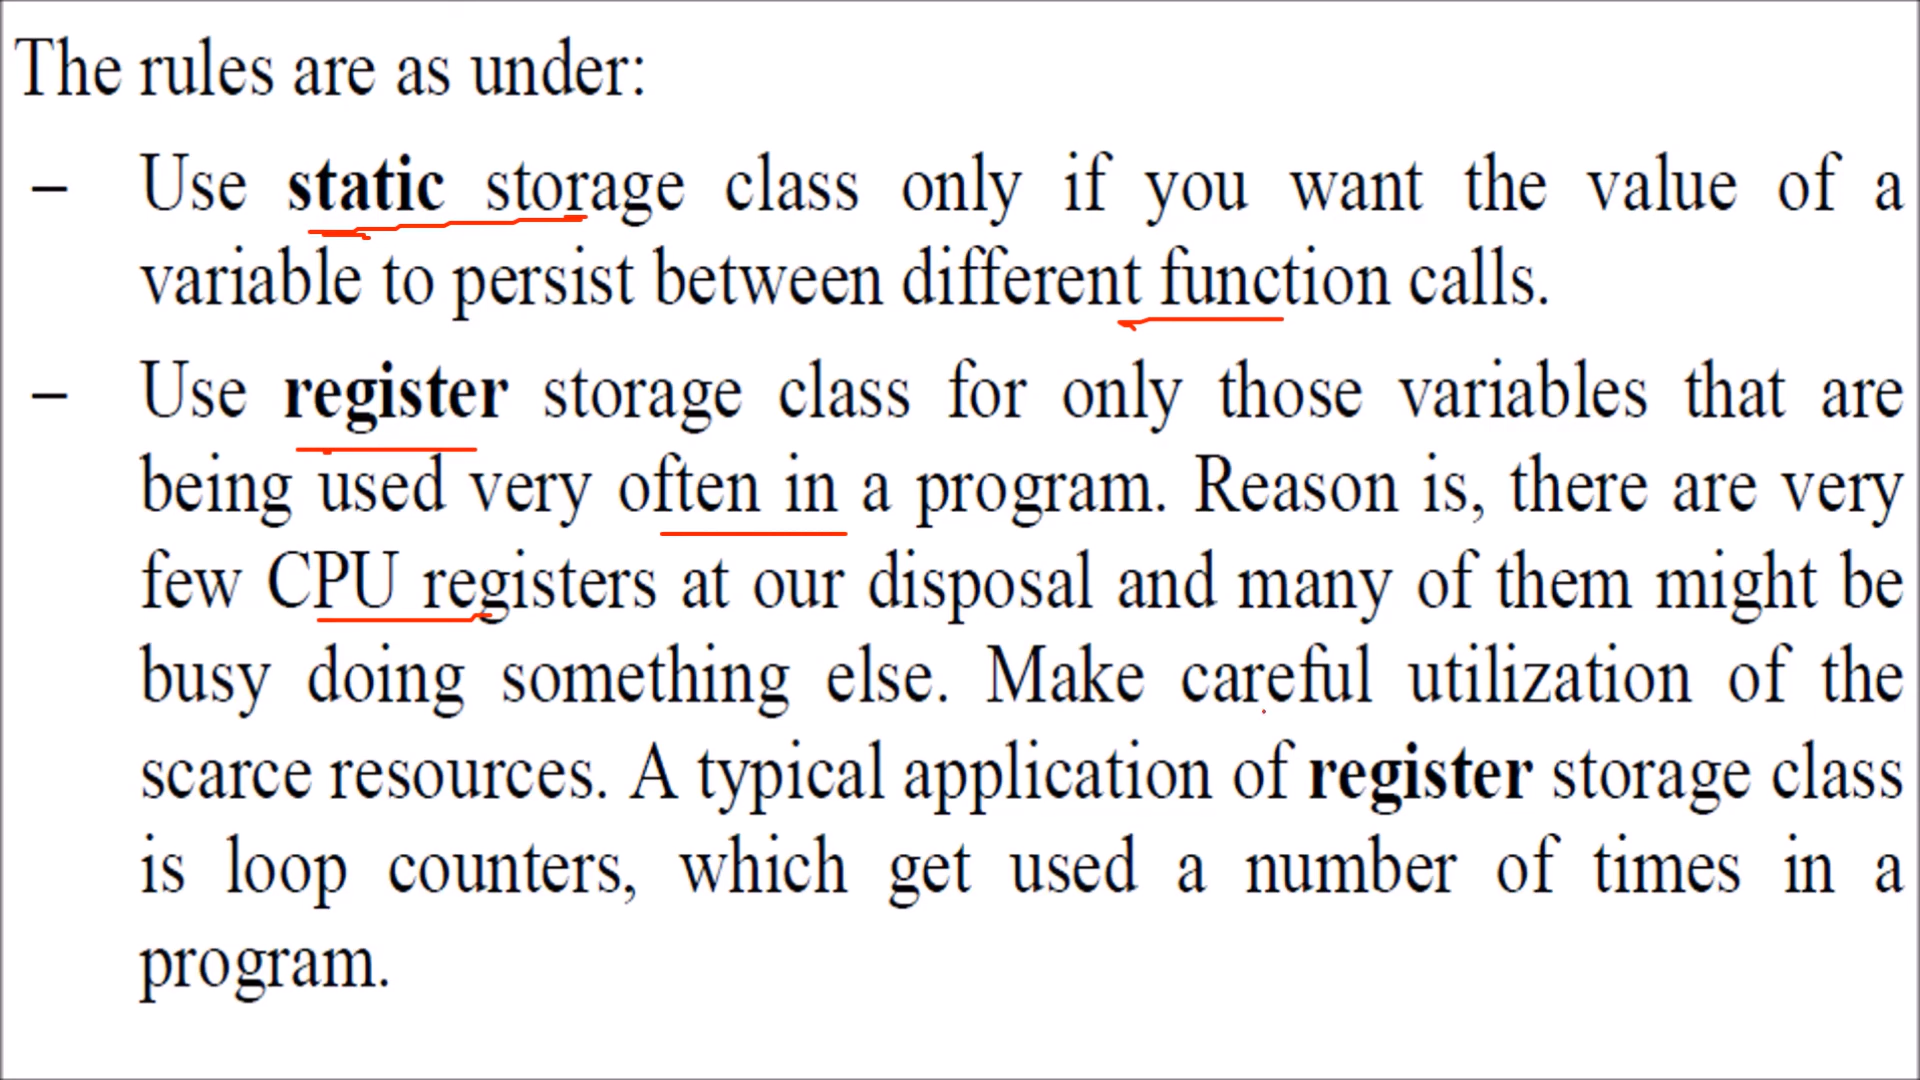 The rules are as under:
– Use static storage class only if you want the value of a
variable to persist between different function calls.
– Use register storage class for only those variables that are
being used very often in a program. Reason is, there are very
few CPU registers at our disposal and many of them might be
busy doing something else. Make careful utilization of the
scarce resources. A typical application of register storage class
is loop counters, which get used a number of times in a
program.